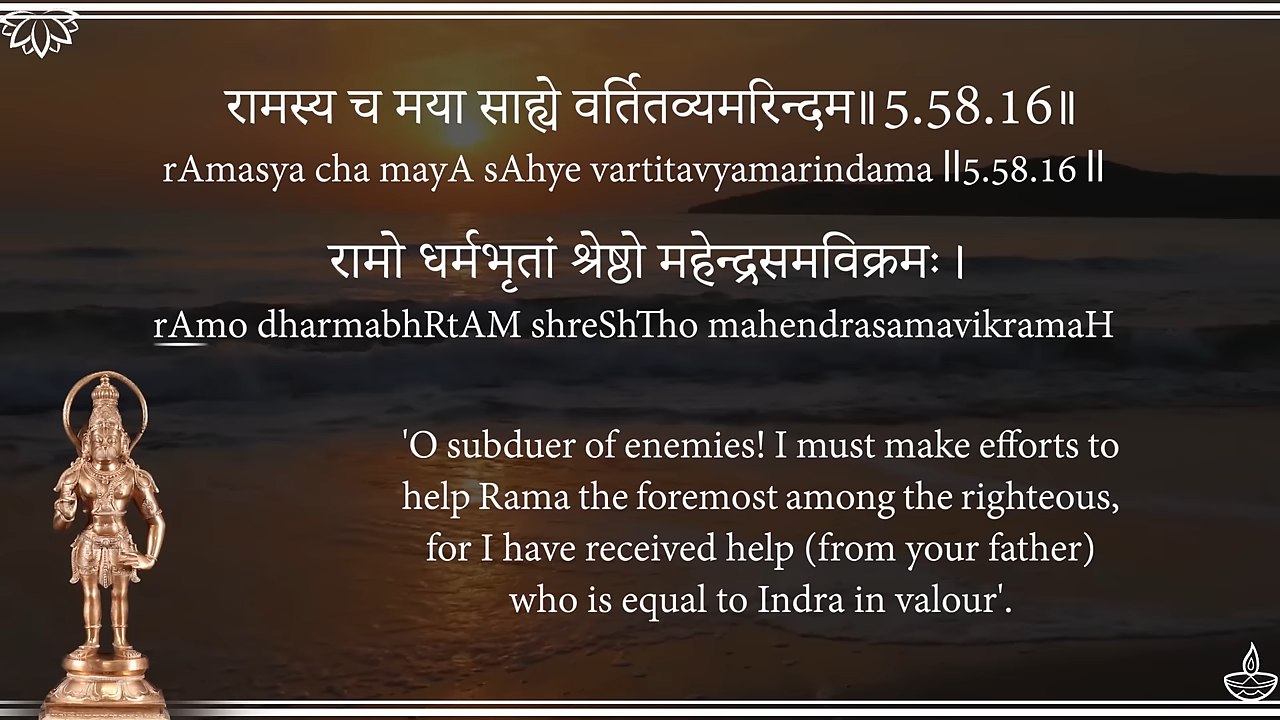 रामस्य च मया साह्ये वर्तितव्यमरिन्दम॥5.58.16॥
rAmasya cha mayA sAhye vartitavyamarindama ॥5.58.16 ॥
रामो धर्मभृतां श्रेष्ठो महेन्द्रसमविक्रमः ।
rAmo dharmabhRtAM shreShTho mahendrasamavikramaH
'O subduer of enemies! I must make efforts to
help Rama the foremost among the righteous,
for I have received help (from your father)
who is equal to Indra in valour'.